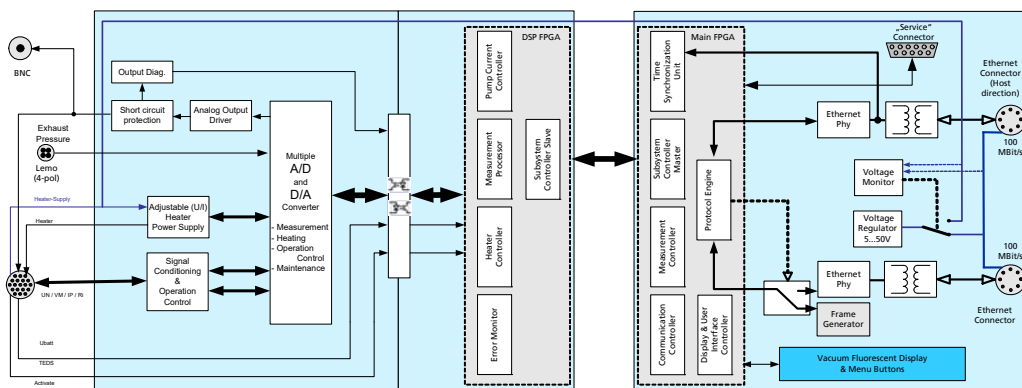 BNC
Exhaust
Pressure
Lemo
(4-pol)
Heater-Supply
Heater
UN / VM / IP / Ri
Ubatt
TEDS
Activate
Output Diag.
Short circuit
protection
Analog Output
Driver
Adjustable (U/I)
Heater
Power Supply
Signal
Conditioning
&
Operation
Control
Multiple
A/D
and
D/A
Converter
- Measurement
- Heating
- Operation
Control
- Maintenance
DSP FPGA
Pump Current
Controller
Measurement
Processor
Subsystem
Controller Slave
Heater
Controller
Error Monitor
Main FPGA
Time
Synchronization
Unit
Subsystem
Controller
Master
Protocol Engine
Measurement
Controller
Communication
Controller
Display & User
Interface
Controller
„Service“
Connector
Ethernet
Phy
Ethernet
Connector
(Host
direction)
100
MBit/s
Voltage
Monitor
Voltage
Regulator
5...50V
100
MBit/s
Ethernet
Phy
Frame
Generator
Ethernet
Connector
Vacuum Fluorescent Display
& Menu Buttons